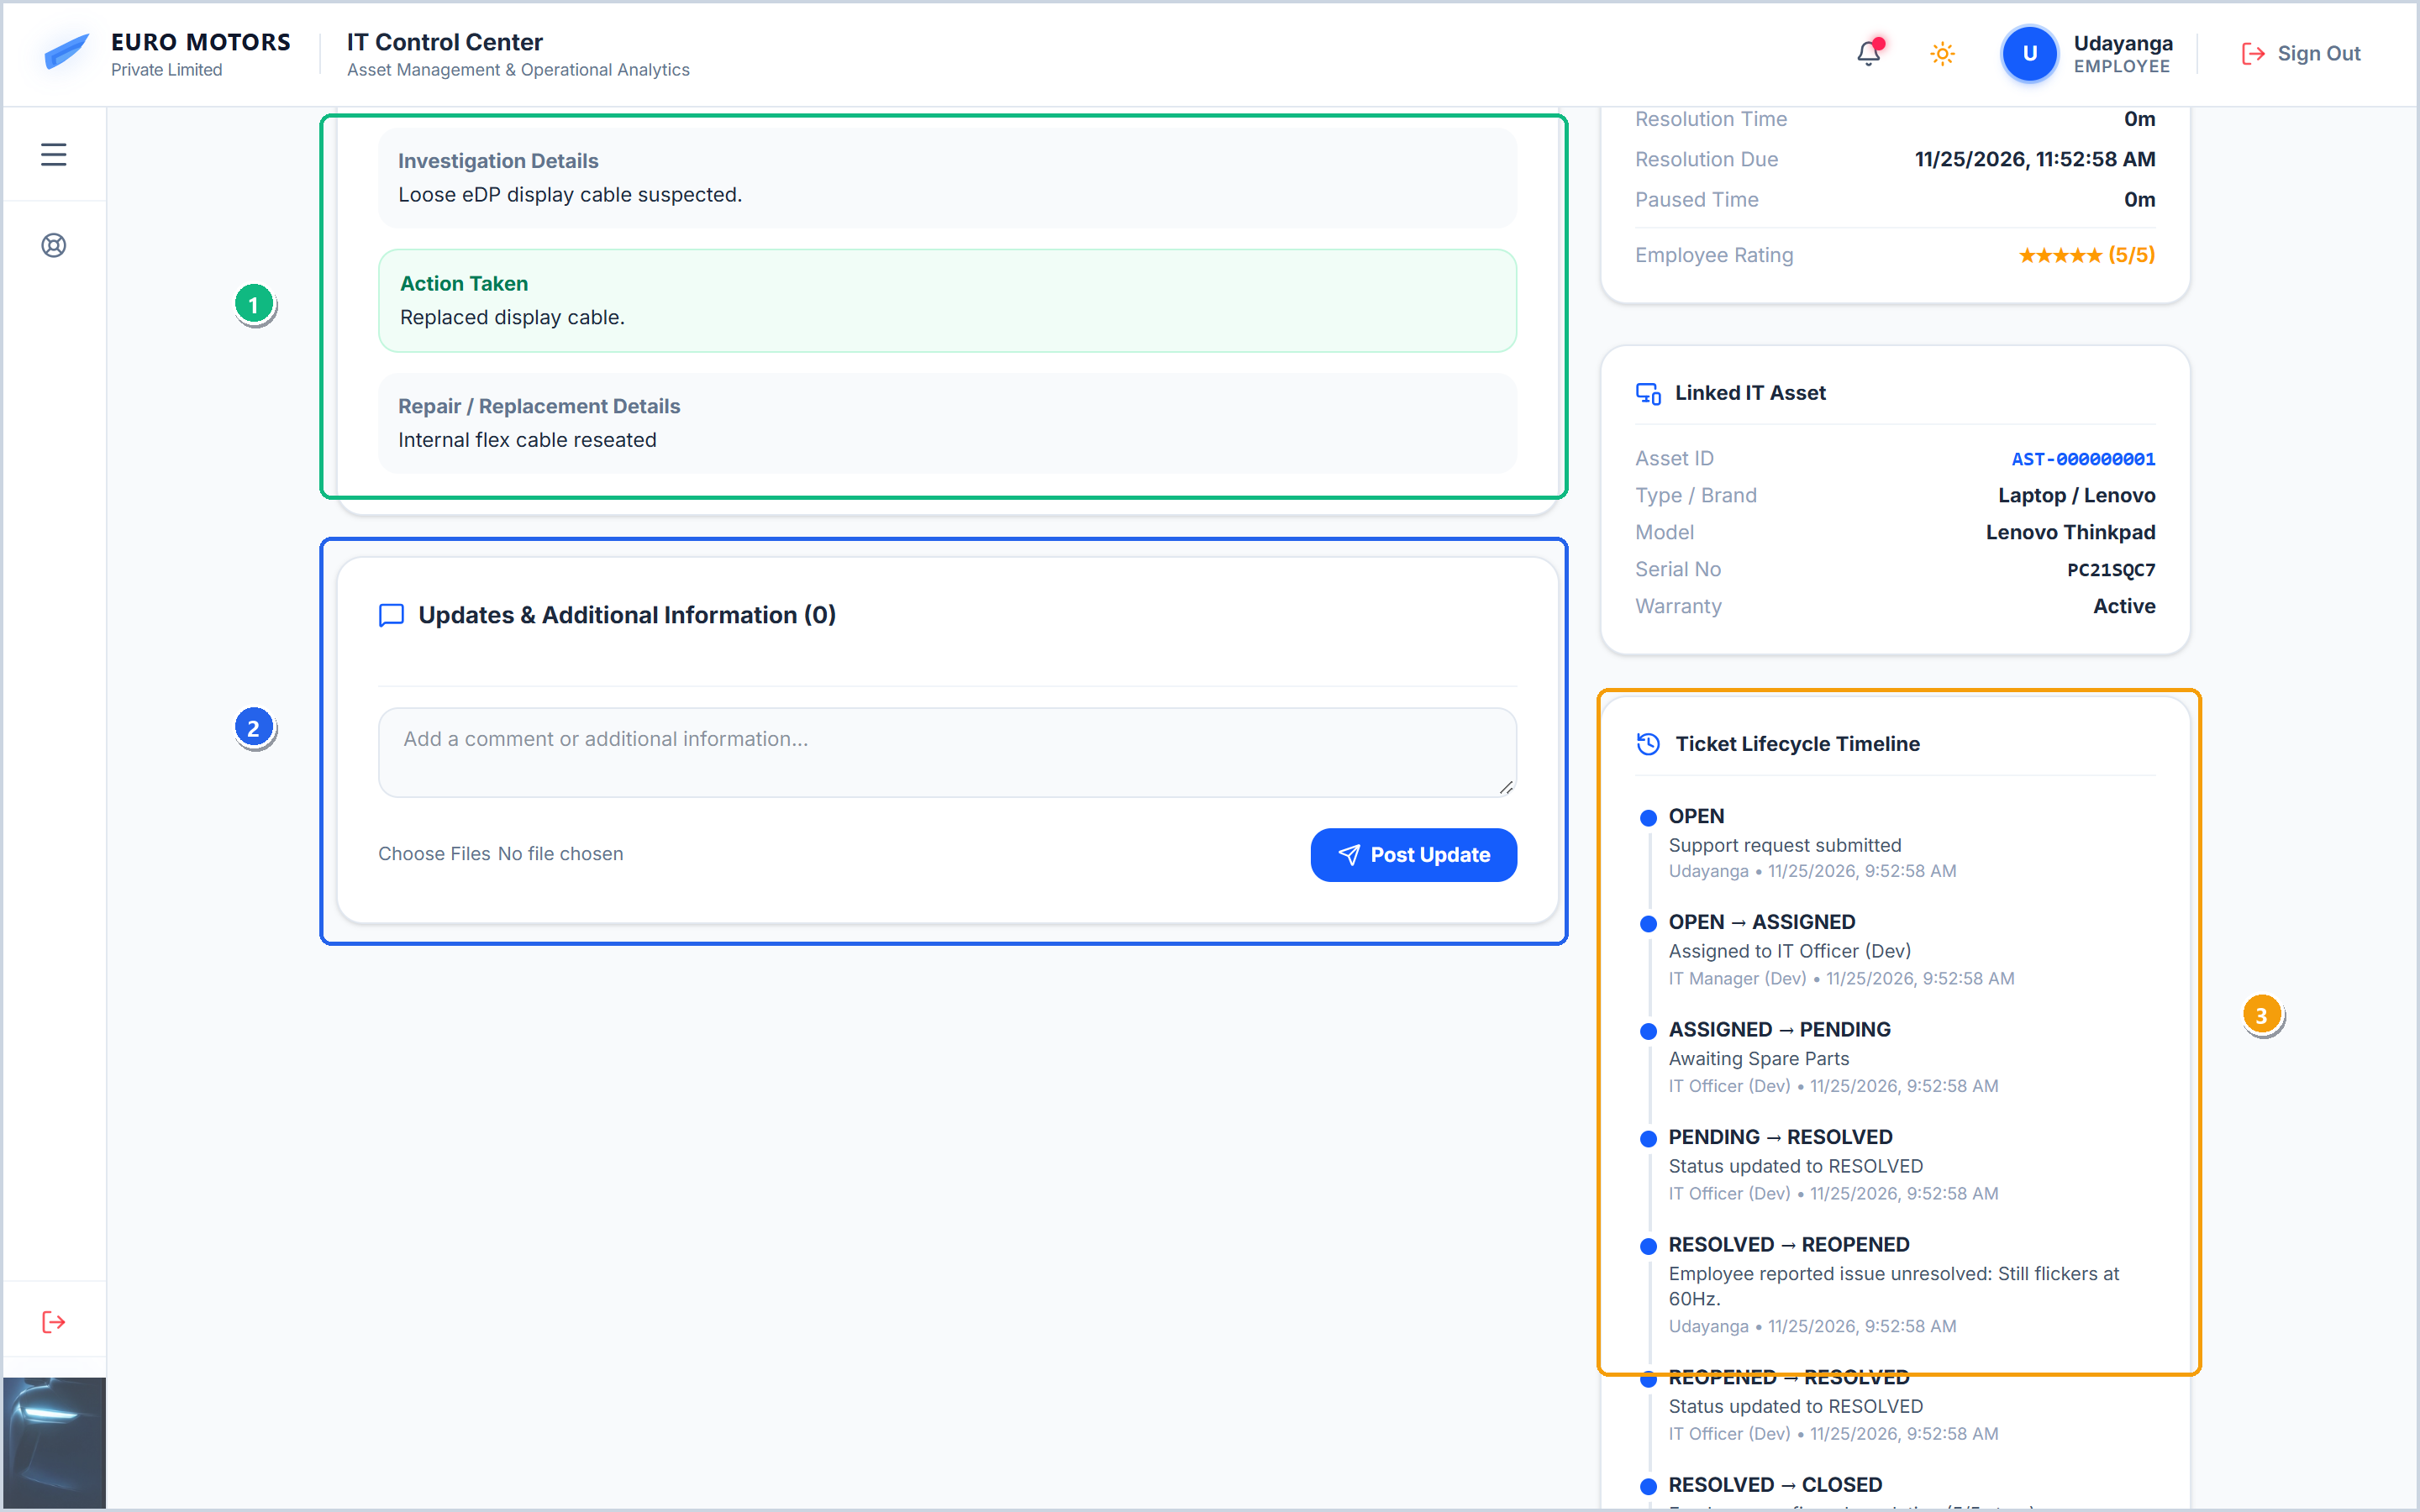 EURO MOTORS
Private Limited
IT Control Center
Asset Management & Operational Analytics
U
Udayanga
EMPLOYEE
Sign Out
1
Investigation Details
Loose eDP display cable suspected.
Action Taken
Replaced display cable.
Repair / Replacement Details
Internal flex cable reseated
2
Updates & Additional Information (0)
Add a comment or additional information...
Choose Files No file chosen
Post Update
Resolution Time 0m
Resolution Due 11/25/2026, 11:52:58 AM
Paused Time 0m
Employee Rating ★★★★★ (5/5)
Linked IT Asset
Asset ID AST-000000001
Type / Brand Laptop / Lenovo
Model Lenovo Thinkpad
Serial No PC21SQC7
Warranty Active
3
Ticket Lifecycle Timeline
OPEN
Support request submitted
Udayanga • 11/25/2026, 9:52:58 AM
OPEN → ASSIGNED
Assigned to IT Officer (Dev)
IT Manager (Dev) • 11/25/2026, 9:52:58 AM
ASSIGNED → PENDING
Awaiting Spare Parts
IT Officer (Dev) • 11/25/2026, 9:52:58 AM
PENDING → RESOLVED
Status updated to RESOLVED
IT Officer (Dev) • 11/25/2026, 9:52:58 AM
RESOLVED → REOPENED
Employee reported issue unresolved: Still flickers at
60Hz.
Udayanga • 11/25/2026, 9:52:58 AM
REOPENED → RESOLVED
Status updated to RESOLVED
IT Officer (Dev) • 11/25/2026, 9:52:58 AM
RESOLVED → CLOSED